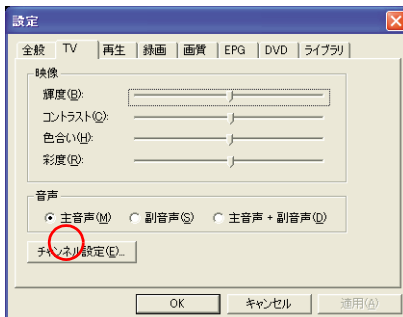 設定
全般 TV 再生 録画 画質 EPG DVD ライブラリ
映像
輝度(B):
コントラスト(C):
色合い(H):
彩度(R):
音声
主音声(M) 副音声(S) 主音声 + 副音声(D)
チャンネル設定(E)...
OK キャンセル 適用(A)